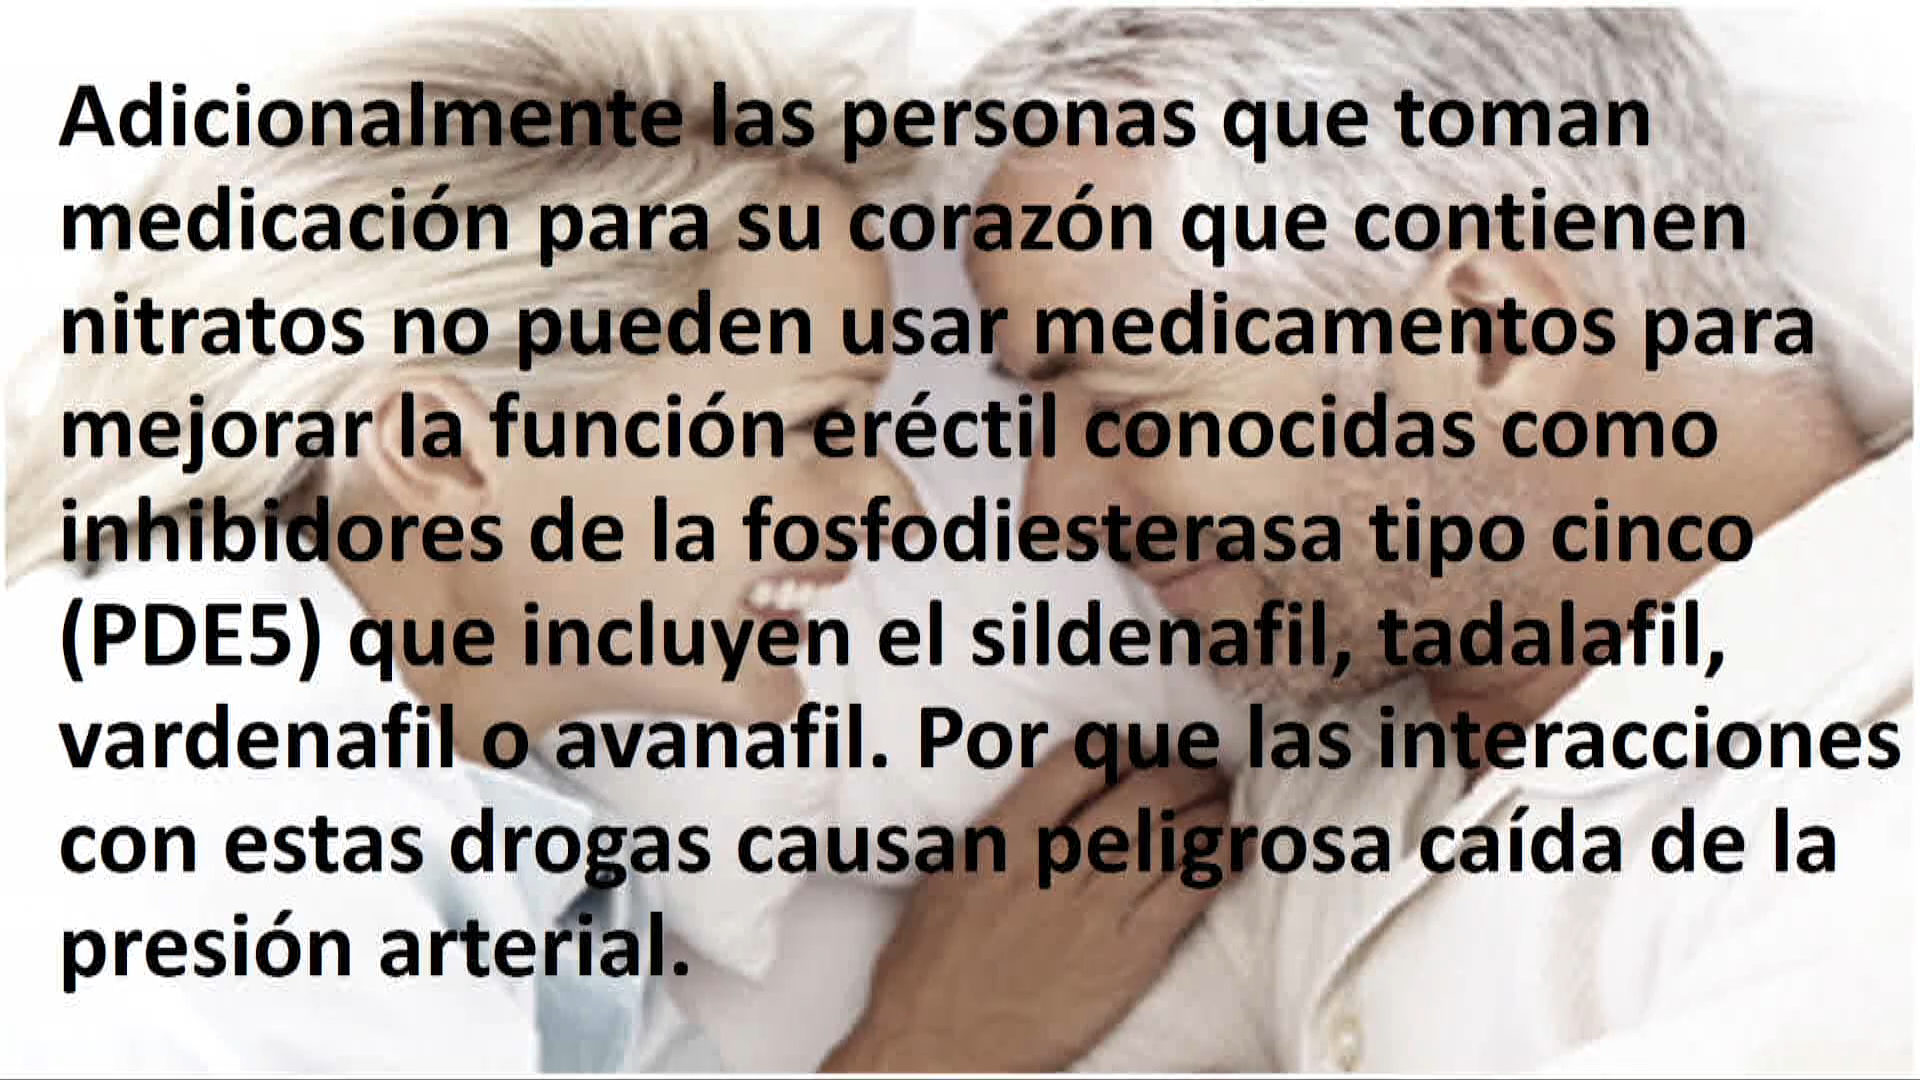 Adicionalmente las personas que toman
medicación para su corazón que contienen
nitratos no pueden usar medicamentos para
mejorar la función eréctil conocidas como
inhibidores de la fosfodiesterasa tipo cinco
(PDE5) que incluyen el sildenafil, tadalafil,
vardenafil o avanafil. Por que las interacciones
con estas drogas causan peligrosa caída de la
presión arterial.